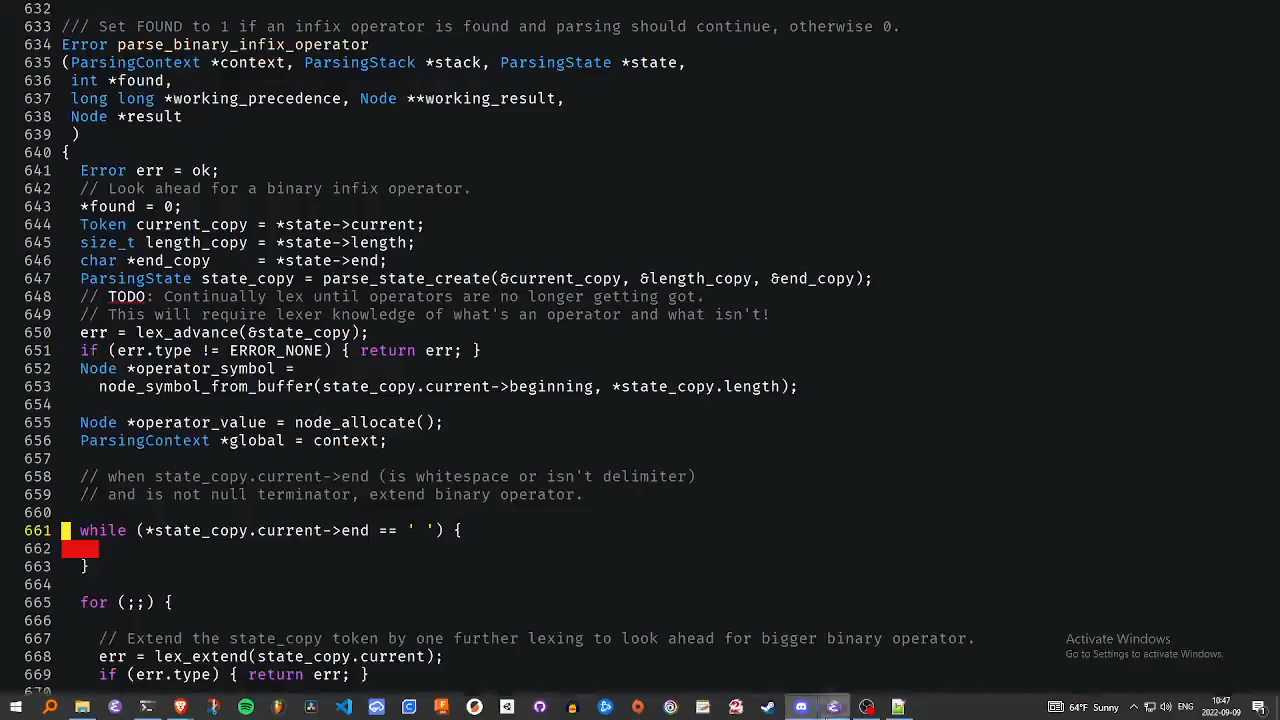 632
633 /// Set FOUND to 1 if an infix operator is found and parsing should continue, otherwise 0.
634 Error parse_binary_infix_operator
635 (ParsingContext *context, ParsingStack *stack, ParsingState *state,
636  int *found,
637  long long *working_precedence, Node **working_result,
638  Node *result
639  )
640 {
641   Error err = ok;
642   // Look ahead for a binary infix operator.
643   *found = 0;
644   Token current_copy = *state->current;
645   size_t length_copy = *state->length;
646   char *end_copy     = *state->end;
647   ParsingState state_copy = parse_state_create(&current_copy, &length_copy, &end_copy);
648   // TODO: Continually lex until operators are no longer getting got.
649   // This will require lexer knowledge of what's an operator and what isn't!
650   err = lex_advance(&state_copy);
651   if (err.type != ERROR_NONE) { return err; }
652   Node *operator_symbol =
653     node_symbol_from_buffer(state_copy.current->beginning, *state_copy.length);
654
655   Node *operator_value = node_allocate();
656   ParsingContext *global = context;
657
658   // when state_copy.current->end (is whitespace or isn't delimiter)
659   // and is not null terminator, extend binary operator.
660
661   while (*state_copy.current->end == ' ') {
662
663   }
664
665   for (;;) {
666
667     // Extend the state_copy token by one further lexing to look ahead for bigger binary operator.
668     err = lex_extend(state_copy.current);
669     if (err.type) { return err; }
670
Activate Windows
Go to Settings to activate Windows.
64°F Sunny
10:47
2022-09-09